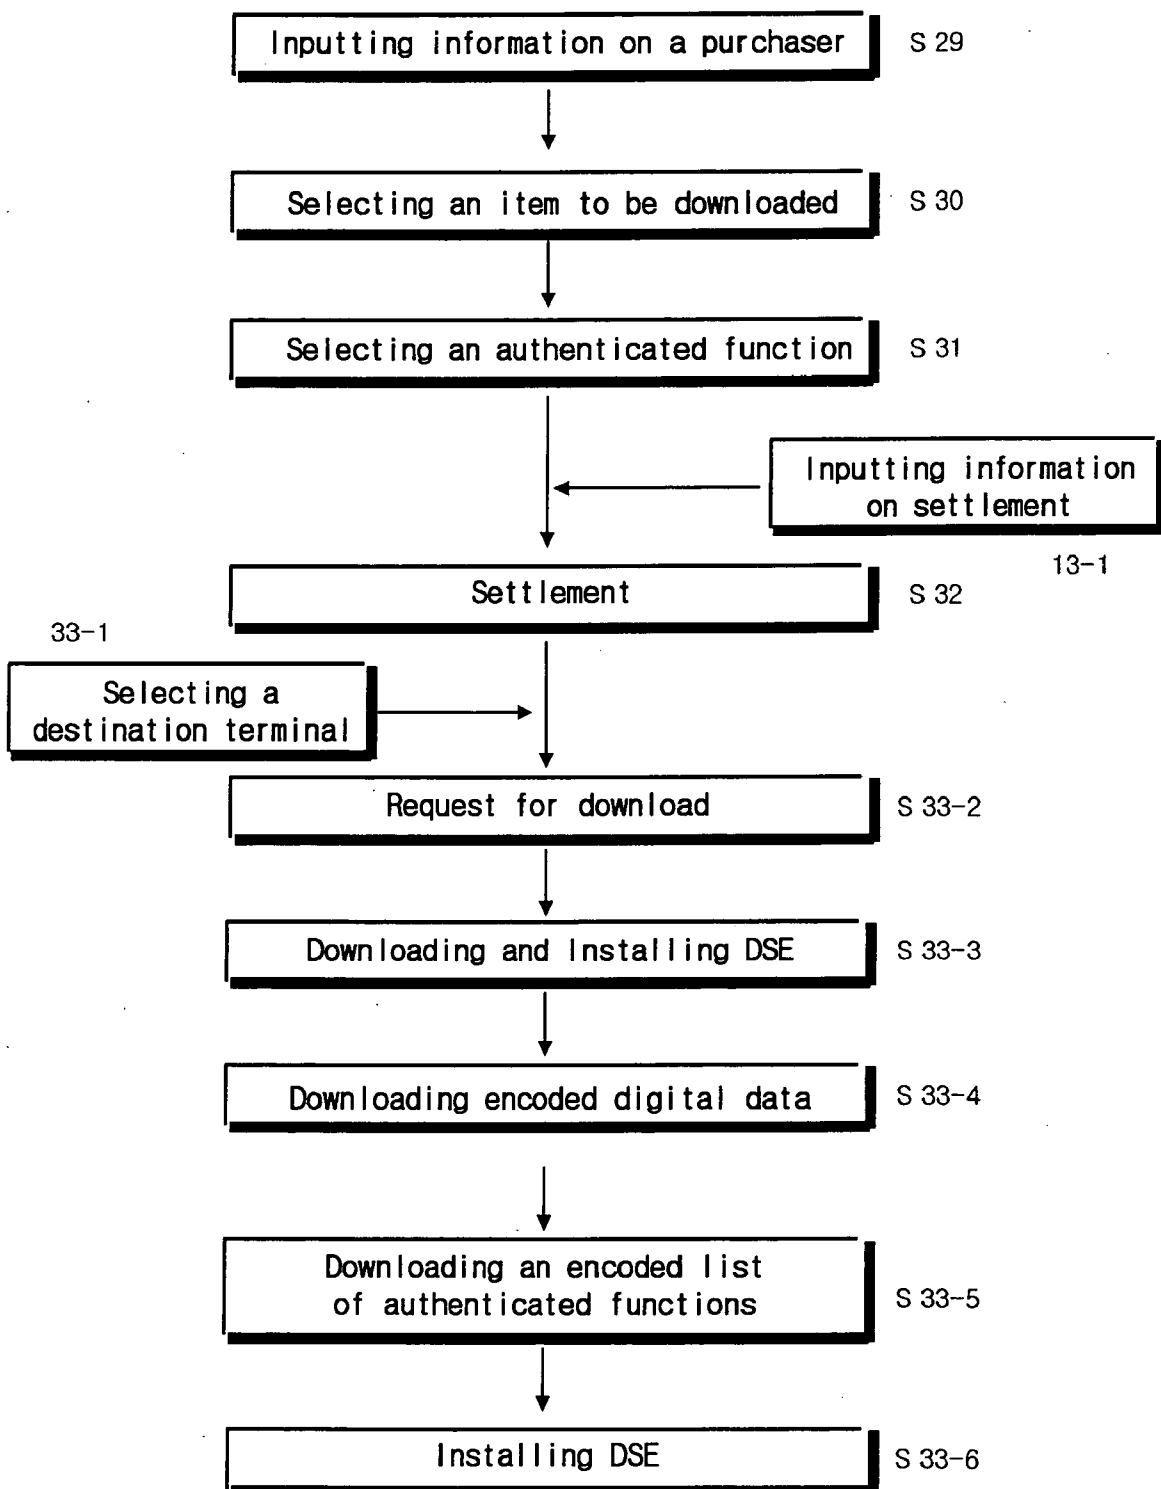 Inputting information on a purchaser
S 29
Selecting an item to be downloaded
S 30
Selecting an authenticated function
S 31
Inputting information
on settlement
13-1
Settlement
S 32
33-1
Selecting a
destination terminal
Request for download
S 33-2
Downloading and Installing DSE
S 33-3
Downloading encoded digital data
S 33-4
Downloading an encoded list
of authenticated functions
S 33-5
Installing DSE
S 33-6